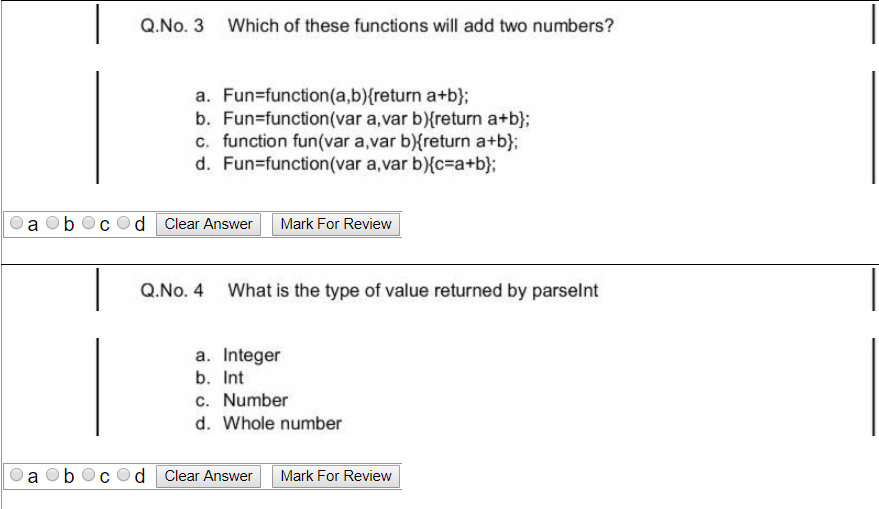 Q.No. 3 Which of these functions will add two numbers?
a. Fun=function(a,b){return a+b};
b. Fun=function(var a,var b){return a+b};
c. function fun(var a,var b){return a+b};
d. Fun=function(var a,var b){c=a+b};
a b c d Clear Answer Mark For Review
Q.No. 4 What is the type of value returned by parseInt
a. Integer
b. Int
c. Number
d. Whole number
a b c d Clear Answer Mark For Review